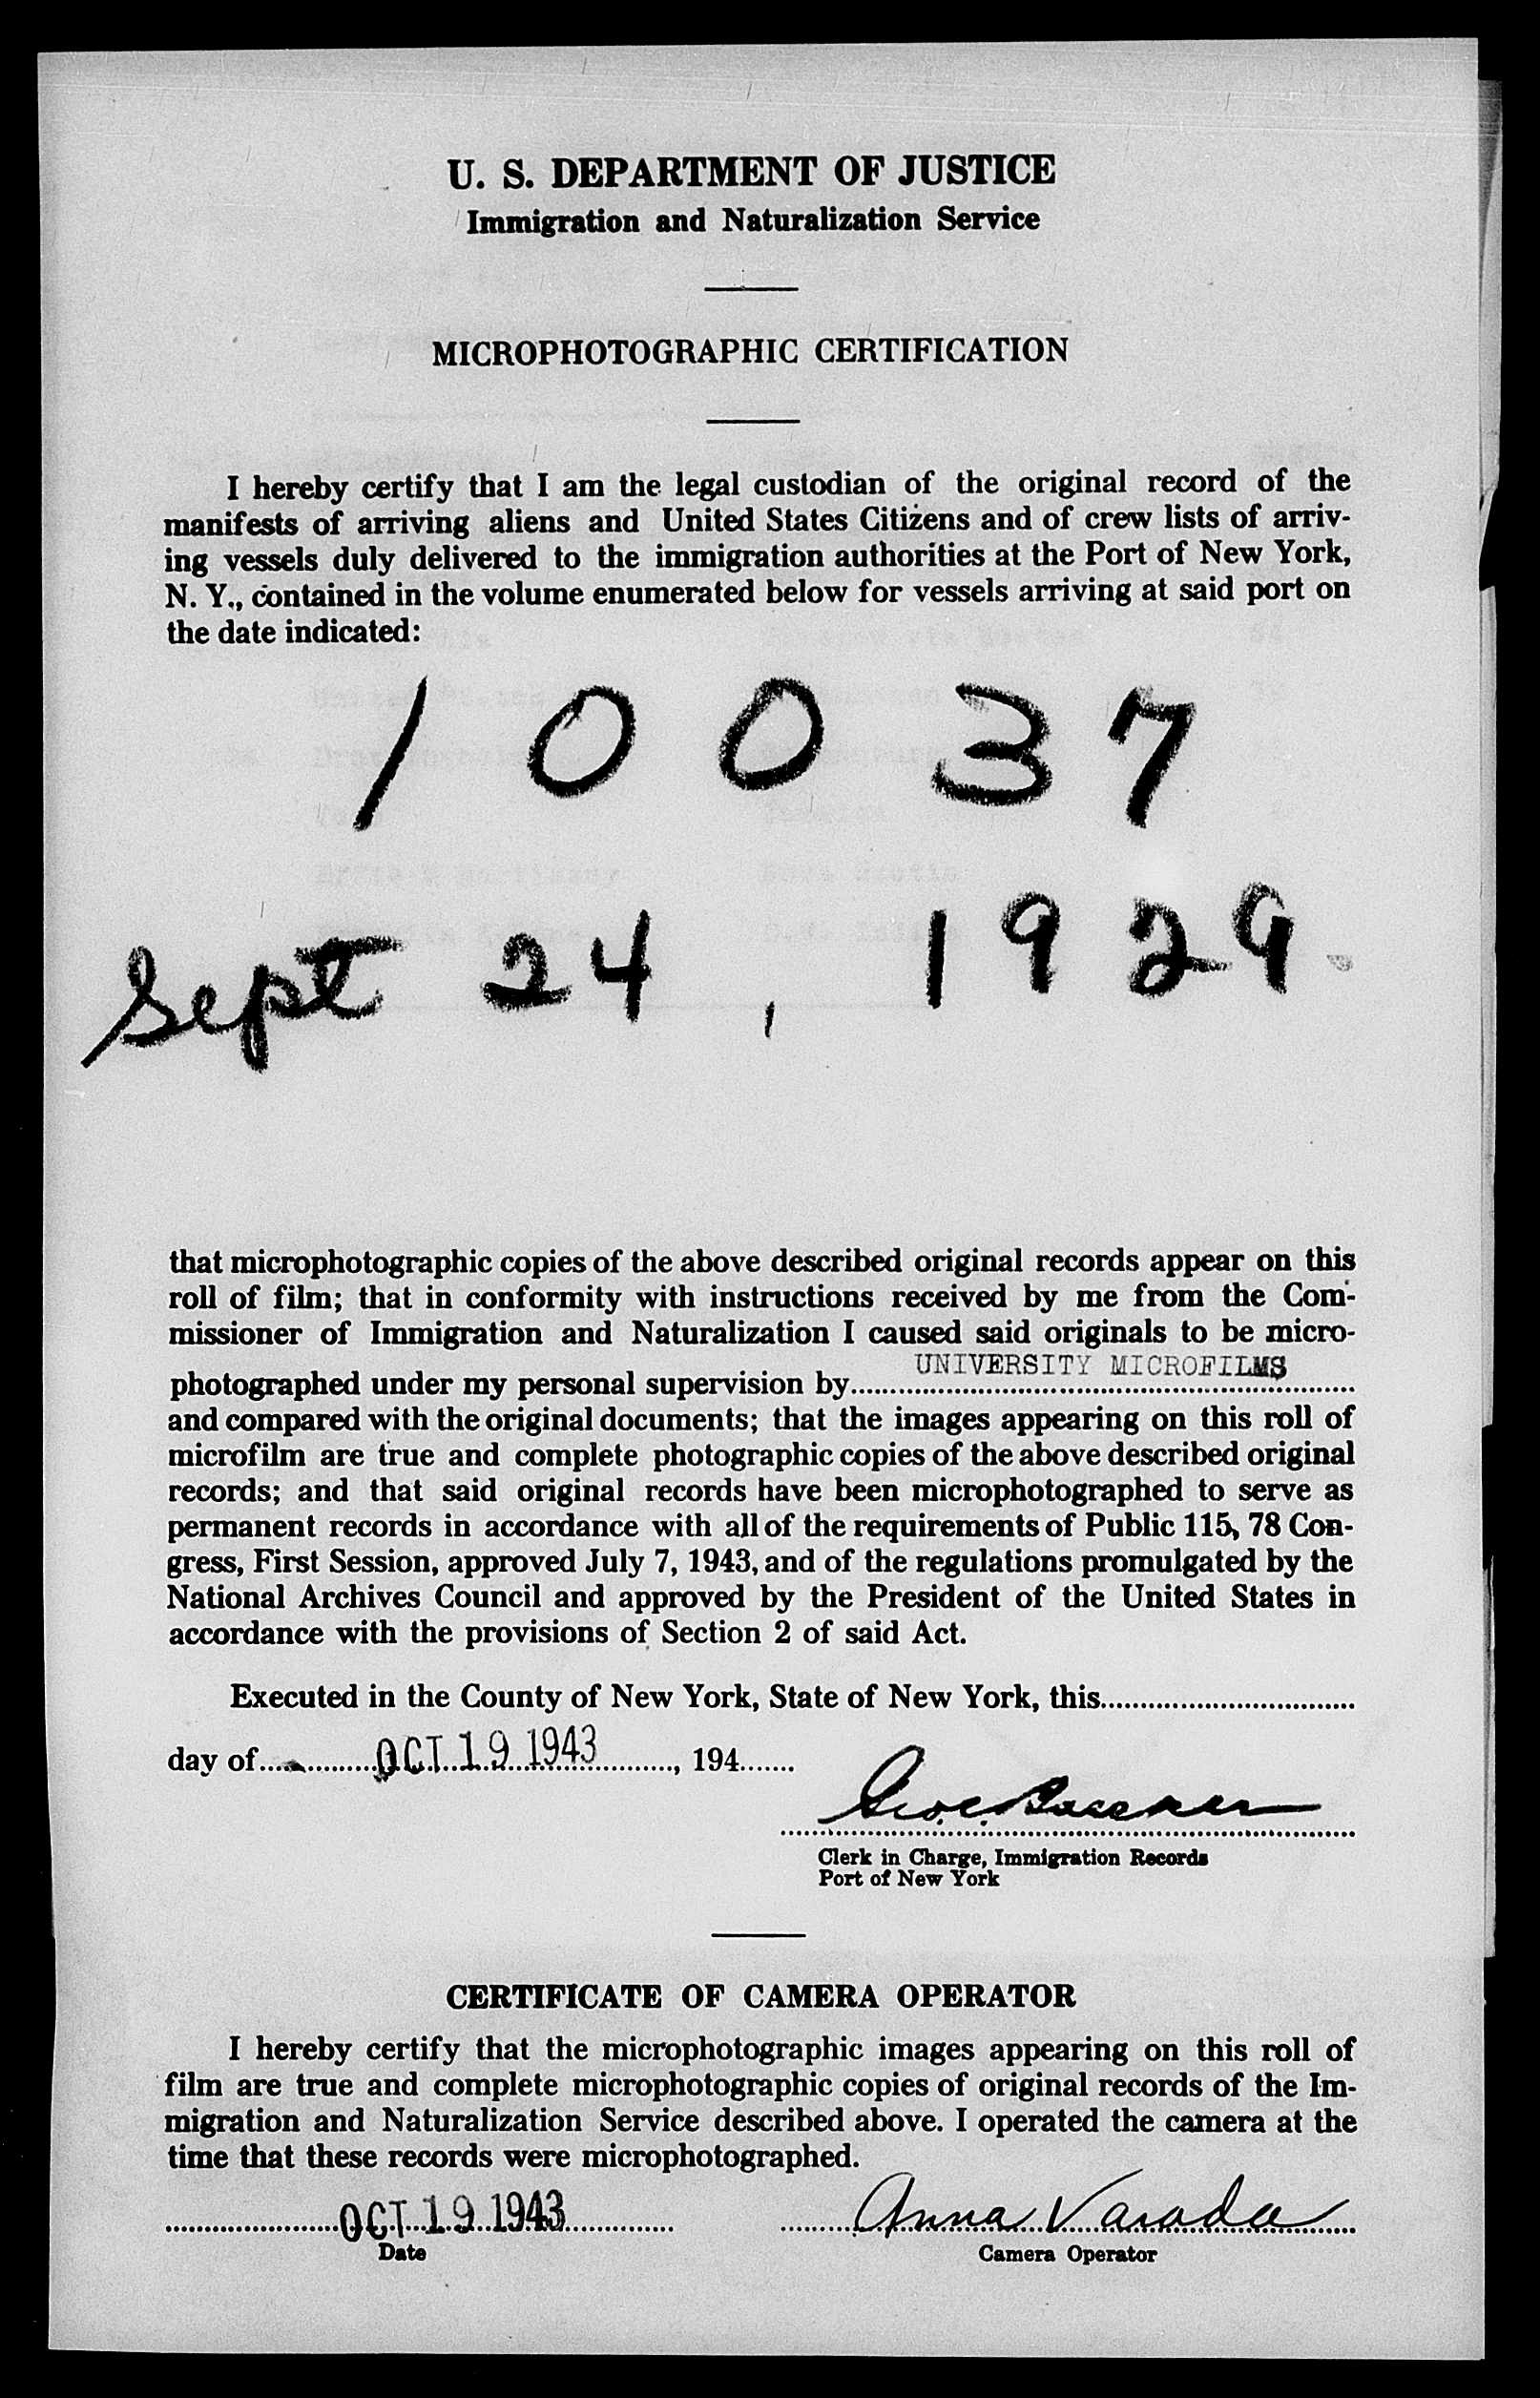 U. S. DEPARTMENT OF JUSTICE
Immigration and Naturalization Service
MICROPHOTOGRAPHIC CERTIFICATION
I hereby certify that I am the legal custodian of the original record of the
manifests of arriving aliens and United States Citizens and of crew lists of arriv-
ing vessels duly delivered to the immigration authorities at the Port of New York,
N. Y., contained in the volume enumerated below for vessels arriving at said port on
the date indicated:
10037
Sept 24, 1929
that microphotographic copies of the above described original records appear on this
roll of film; that in conformity with instructions received by me from the Com-
missioner of Immigration and Naturalization I caused said originals to be micro-
photographed under my personal supervision by UNIVERSITY MICROFILMS
and compared with the original documents; that the images appearing on this roll of
microfilm are true and complete photographic copies of the above described original
records; and that said original records have been microphotographed to serve as
permanent records in accordance with all of the requirements of Public 115, 78 Con-
gress, First Session, approved July 7, 1943, and of the regulations promulgated by the
National Archives Council and approved by the President of the United States in
accordance with the provisions of Section 2 of said Act.
Executed in the County of New York, State of New York, this
day of OCT 19 1943, 194
Clerk in Charge, Immigration Records
Port of New York
CERTIFICATE OF CAMERA OPERATOR
I hereby certify that the microphotographic images appearing on this roll of
film are true and complete microphotographic copies of original records of the Im-
migration and Naturalization Service described above. I operated the camera at the
time that these records were microphotographed.
OCT 19 1943 Anna Varada
Date Camera Operator